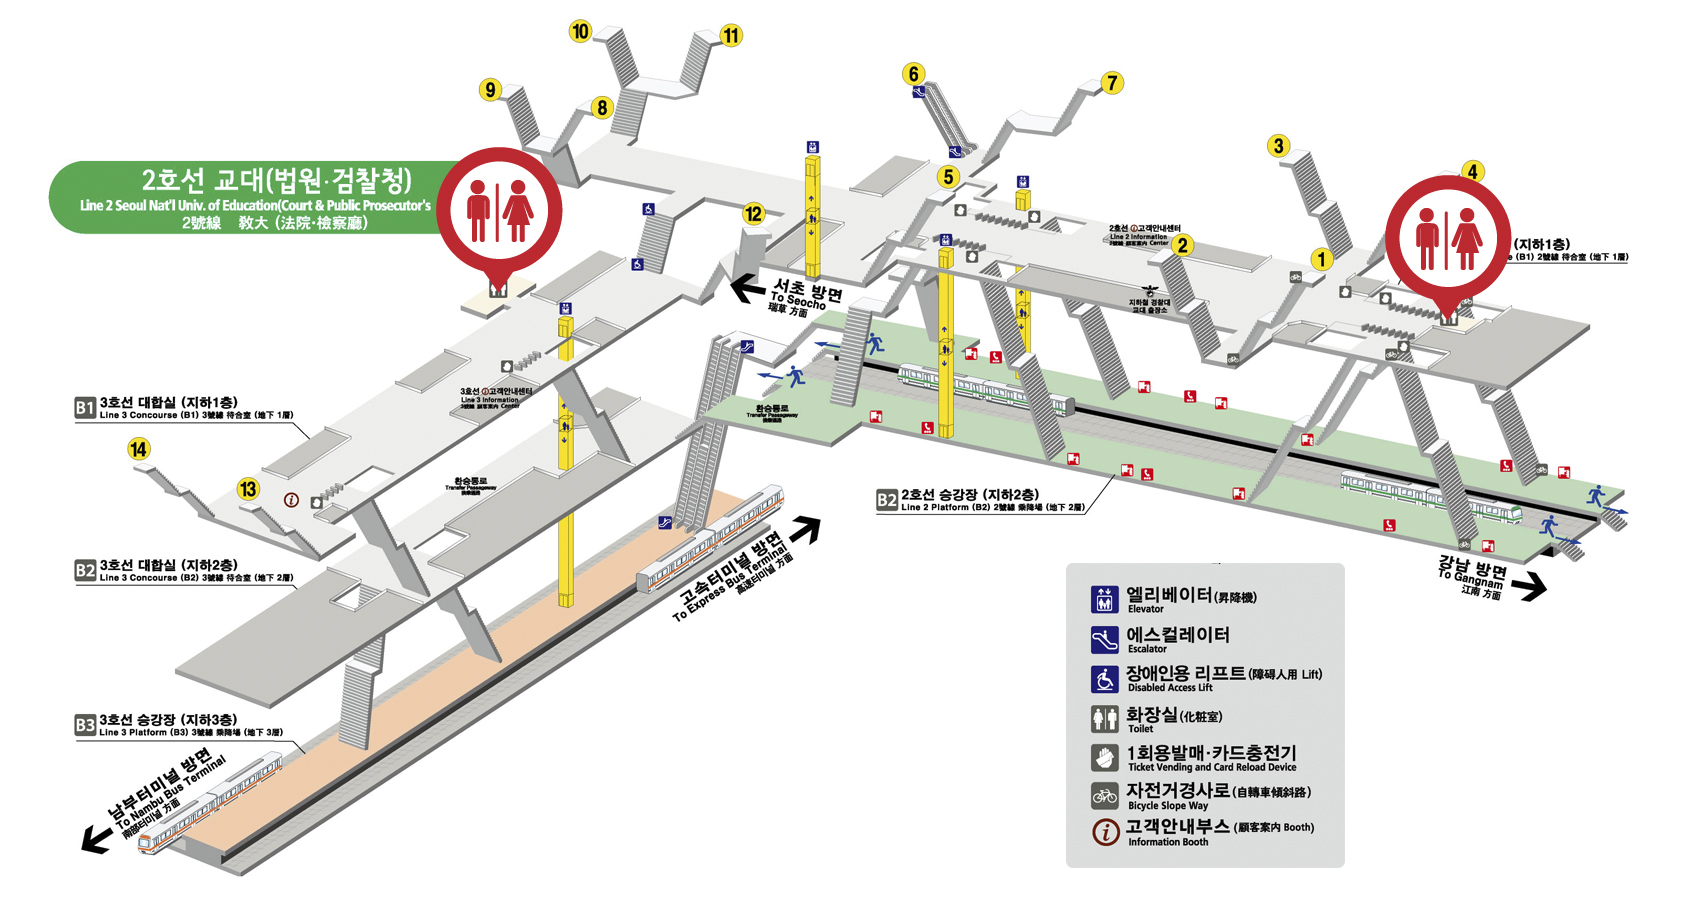 10
11
9
8
6
7
3
4
5
12
2
1
14
13
2호선 교대(법원·검찰청)
Line 2 Seoul Nat'l Univ. of Education(Court & Public Prosecutor's
2號線 敎大 (法院·檢察廳)
2호선 i 고객안내센터
Line 2 Information
2號線 顧客案內 Center
(지하1층)
(B1) 2號線 待合室 (地下 1層)
서초 방면
To Seocho
瑞草 方面
지하철 경찰대
교대 출장소
3호선 i 고객안내센터
Line 3 Information
3號線 顧客案內 Center
환승통로
Transfer Passageway
換乘通路
B1 3호선 대합실 (지하1층)
Line 3 Concourse (B1) 3號線 待合室 (地下 1層)
환승통로
Transfer Passageway
換乘通路
B2 2호선 승강장 (지하2층)
Line 2 Platform (B2) 2號線 乘降場 (地下 2層)
B2 3호선 대합실 (지하2층)
Line 3 Concourse (B2) 3號線 待合室 (地下 2層)
고속터미널 방면
To Express Bus Terminal
高速터미널 方面
강남 방면
To Gangnam
江南 方面
B3 3호선 승강장 (지하3층)
Line 3 Platform (B3) 3號線 乘降場 (地下 3層)
남부터미널 방면
To Nambu Bus Terminal
南部터미널 方面
엘리베이터(昇降機)
Elevator
에스컬레이터
Escalator
장애인용 리프트(障碍人用 Lift)
Disabled Access Lift
화장실(化粧室)
Toilet
1회용발매·카드충전기
Ticket Vending and Card Reload Device
자전거경사로(自轉車傾斜路)
Bicycle Slope Way
i 고객안내부스(顧客案內 Booth)
Information Booth